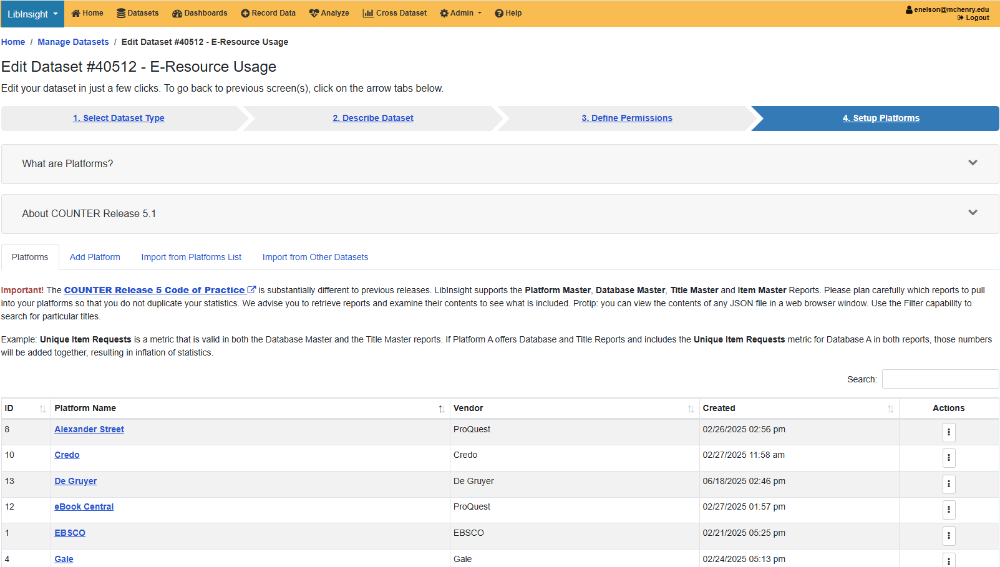 LibInsight Home Datasets Dashboards Record Data Analyze Cross Dataset Admin Help
enelson@mchenry.edu
Logout
Home / Manage Datasets / Edit Dataset #40512 - E-Resource Usage
Edit Dataset #40512 - E-Resource Usage
Edit your dataset in just a few clicks. To go back to previous screen(s), click on the arrow tabs below.
1. Select Dataset Type 2. Describe Dataset 3. Define Permissions 4. Setup Platforms
What are Platforms?
About COUNTER Release 5.1
Platforms Add Platform Import from Platforms List Import from Other Datasets
Important! The COUNTER Release 5 Code of Practice is substantially different to previous releases. LibInsight supports the Platform Master, Database Master, Title Master and Item Master Reports. Please plan carefully which reports to pull
into your platforms so that you do not duplicate your statistics. We advise you to retrieve reports and examine their contents to see what is included. Protip: you can view the contents of any JSON file in a web browser window. Use the Filter capability to
search for particular titles.
Example: Unique Item Requests is a metric that is valid in both the Database Master and the Title Master reports. If Platform A offers Database and Title Reports and includes the Unique Item Requests metric for Database A in both reports, those numbers
will be added together, resulting in inflation of statistics.
Search:
ID Platform Name Vendor Created Actions
8 Alexander Street ProQuest 02/26/2025 02:56 pm
10 Credo Credo 02/27/2025 11:58 am
13 De Gruyer De Gruyer 06/18/2025 02:46 pm
12 eBook Central ProQuest 02/27/2025 01:57 pm
1 EBSCO EBSCO 02/21/2025 05:25 pm
4 Gale Gale 02/24/2025 05:13 pm